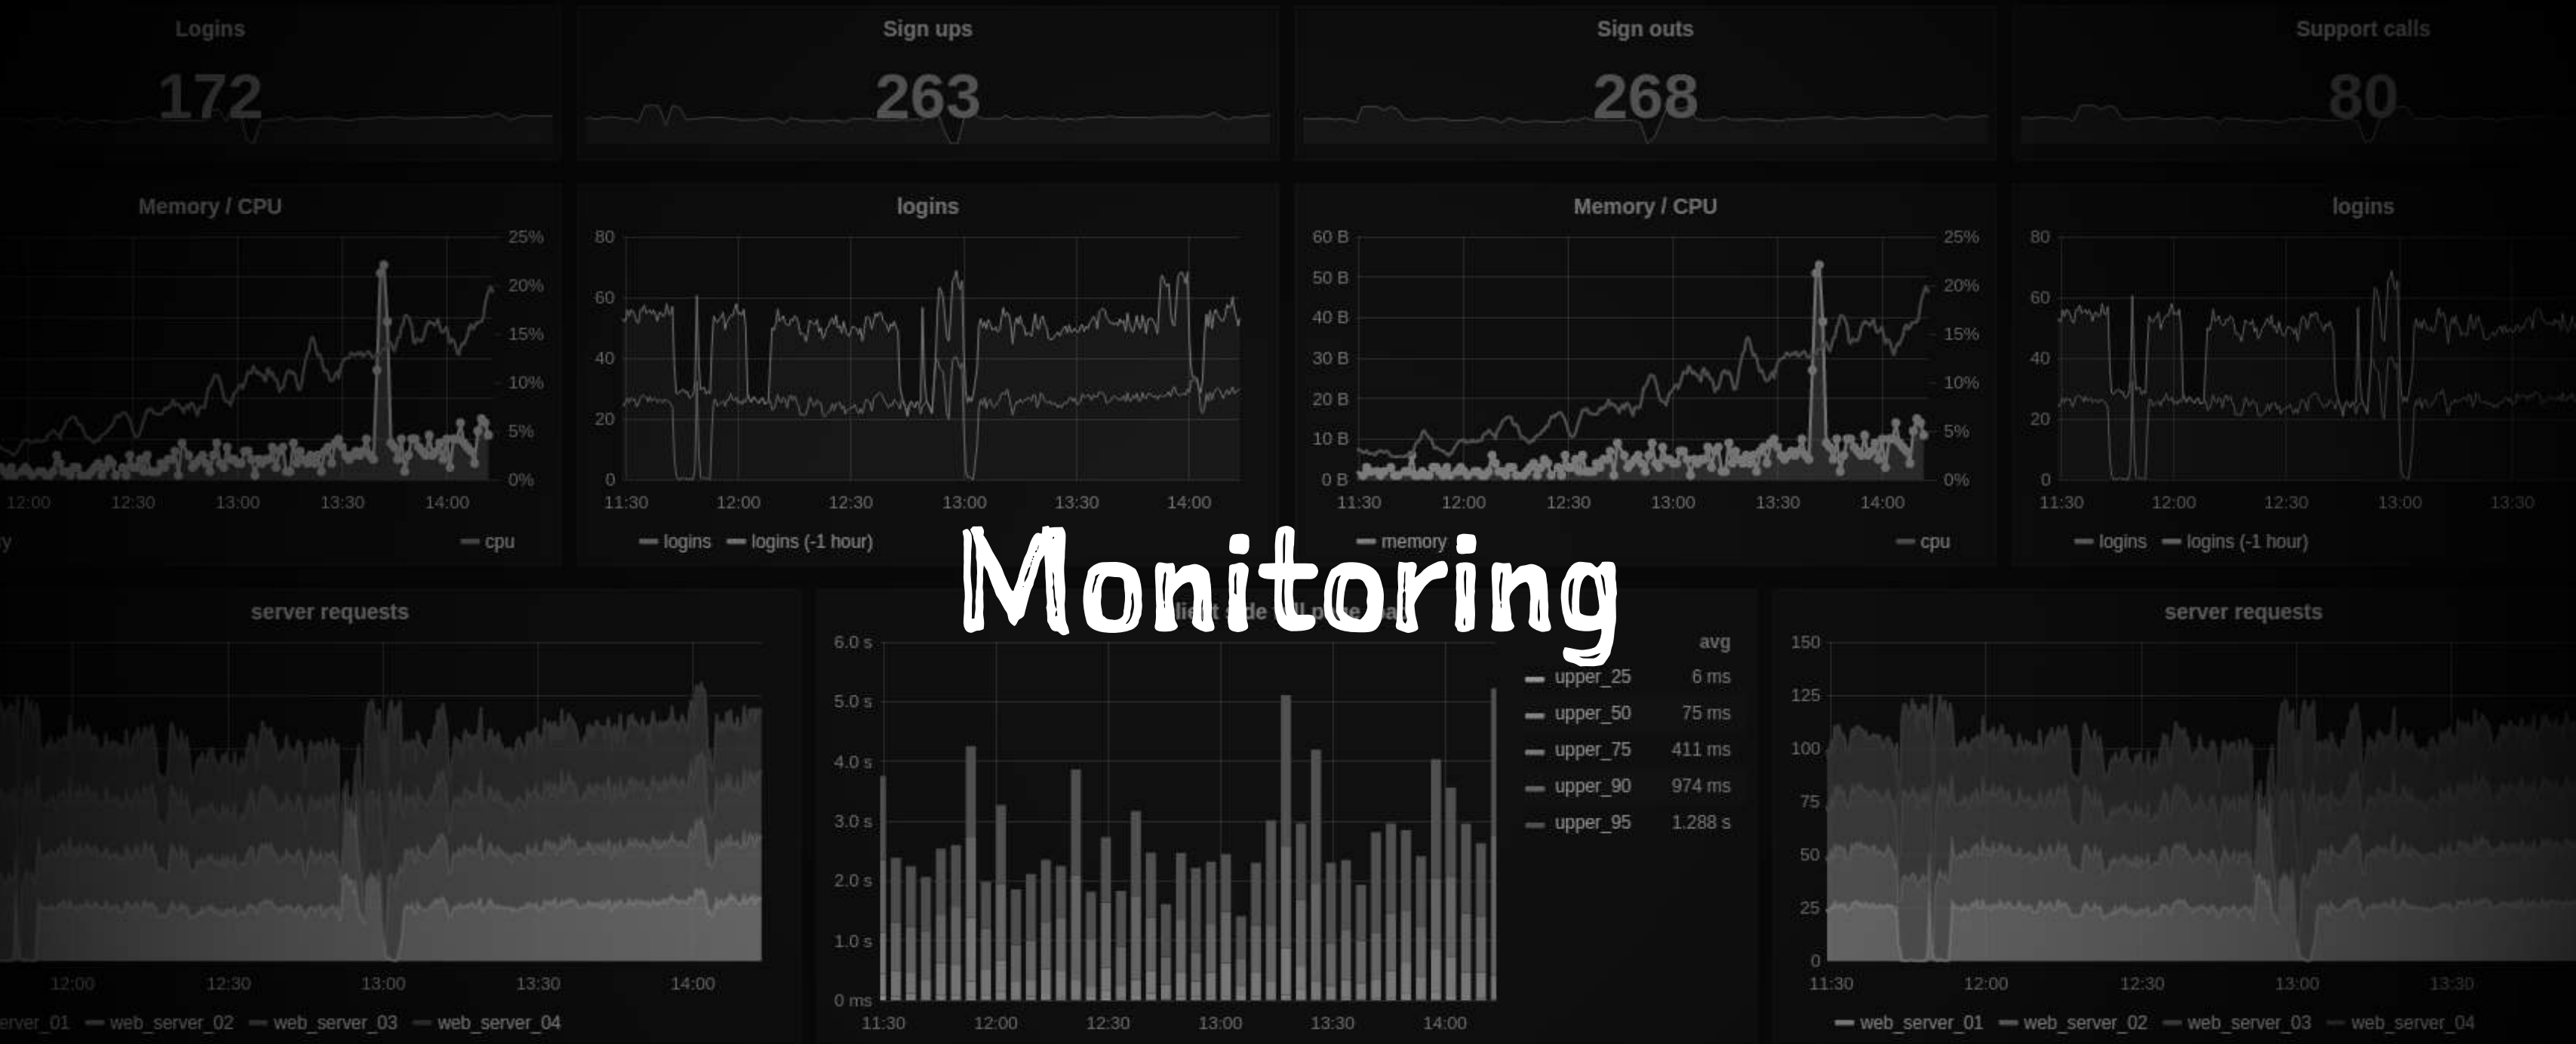 Logins
172
Sign ups
263
Sign outs
268
Support calls
80
Memory / CPU
25%
20%
15%
10%
5%
0%
12:00 12:30 13:00 13:30 14:00
y cpu
logins
80
60
40
20
0
11:30 12:00 12:30 13:00 13:30 14:00
logins logins (-1 hour)
Memory / CPU
60 B 25%
50 B 20%
40 B 15%
30 B
20 B 10%
10 B 5%
0 B 0%
11:30 12:00 12:30 13:00 13:30 14:00
memory cpu
logins
80
60
40
20
0
11:30 12:00 12:30 13:00 13:30
logins logins (-1 hour)
Monitoring
server requests
12:00 12:30 13:00 13:30 14:00
erver_01 web_server_02 web_server_03 web_server_04
6.0 s
5.0 s
4.0 s
3.0 s
2.0 s
1.0 s
0 ms
11:30 12:00 12:30 13:00 13:30 14:00
avg
upper_25 6 ms
upper_50 75 ms
upper_75 411 ms
upper_90 974 ms
upper_95 1.288 s
server requests
150
125
100
75
50
25
0
11:30 12:00 12:30 13:00 13:30
web_server_01 web_server_02 web_server_03 web_server_04